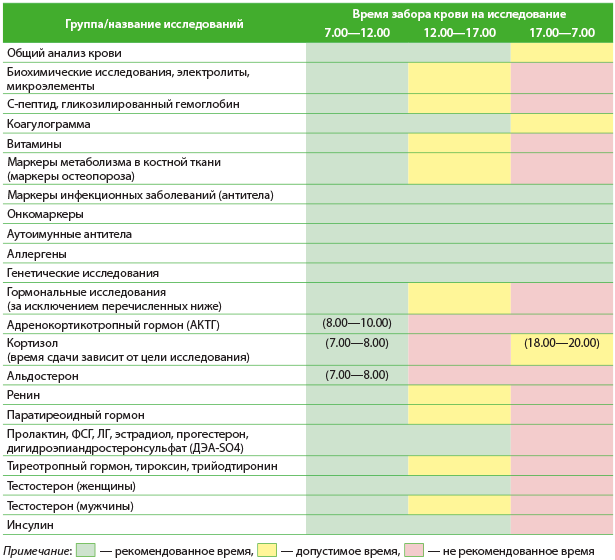 Группа/название исследований
Время забора крови на исследование
7.00—12.00 12.00—17.00 17.00—7.00
Общий анализ крови
Биохимические исследования, электролиты,
микроэлементы
С-пептид, гликозилированный гемоглобин
Коагулограмма
Витамины
Маркеры метаболизма в костной ткани
(маркеры остеопороза)
Маркеры инфекционных заболеваний (антитела)
Онкомаркеры
Аутоимунные антитела
Аллергены
Генетические исследования
Гормональные исследования
(за исключением перечисленных ниже)
Адренокортикотропный гормон (АКТГ) (8.00—10.00)
Кортизол (7.00—8.00) (18.00—20.00)
(время сдачи зависит от цели исследования)
Альдостерон (7.00—8.00)
Ренин
Паратиреоидный гормон
Пролактин, ФСГ, ЛГ, эстрадиол, прогестерон,
дигидроэпиандростеронсульфат (ДЭА-SO4)
Тиреотропный гормон, тироксин, трийодтиронин
Тестостерон (женщины)
Тестостерон (мужчины)
Инсулин
Примечание: — рекомендованное время, — допустимое время, — не рекомендованное время